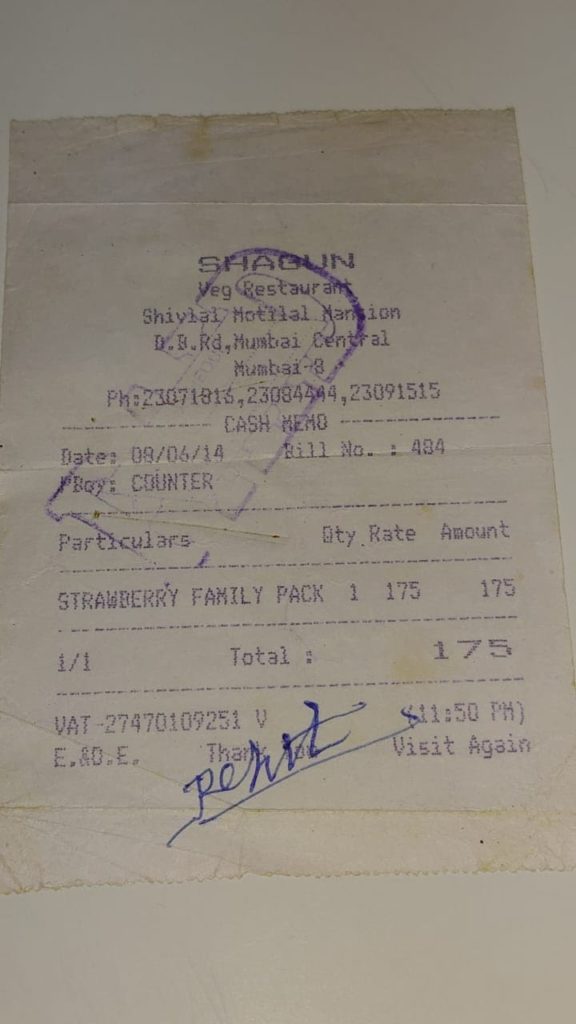 SHAGUN
Veg Restaurant
Shivlal Motilal Mansion
D.B.Rd,Mumbai Central
Mumbai-8
PH:23071816,23084444,23091515
CASH MEMO
Date: 08/06/14 Bill No. : 484
Boy: COUNTER
Particulars Qty Rate Amount
STRAWBERRY FAMILY PACK 1 175 175
1/1 Total : 175
VAT-27470109251 V (11:50 PM)
E.&O.E. Thank You Visit Again